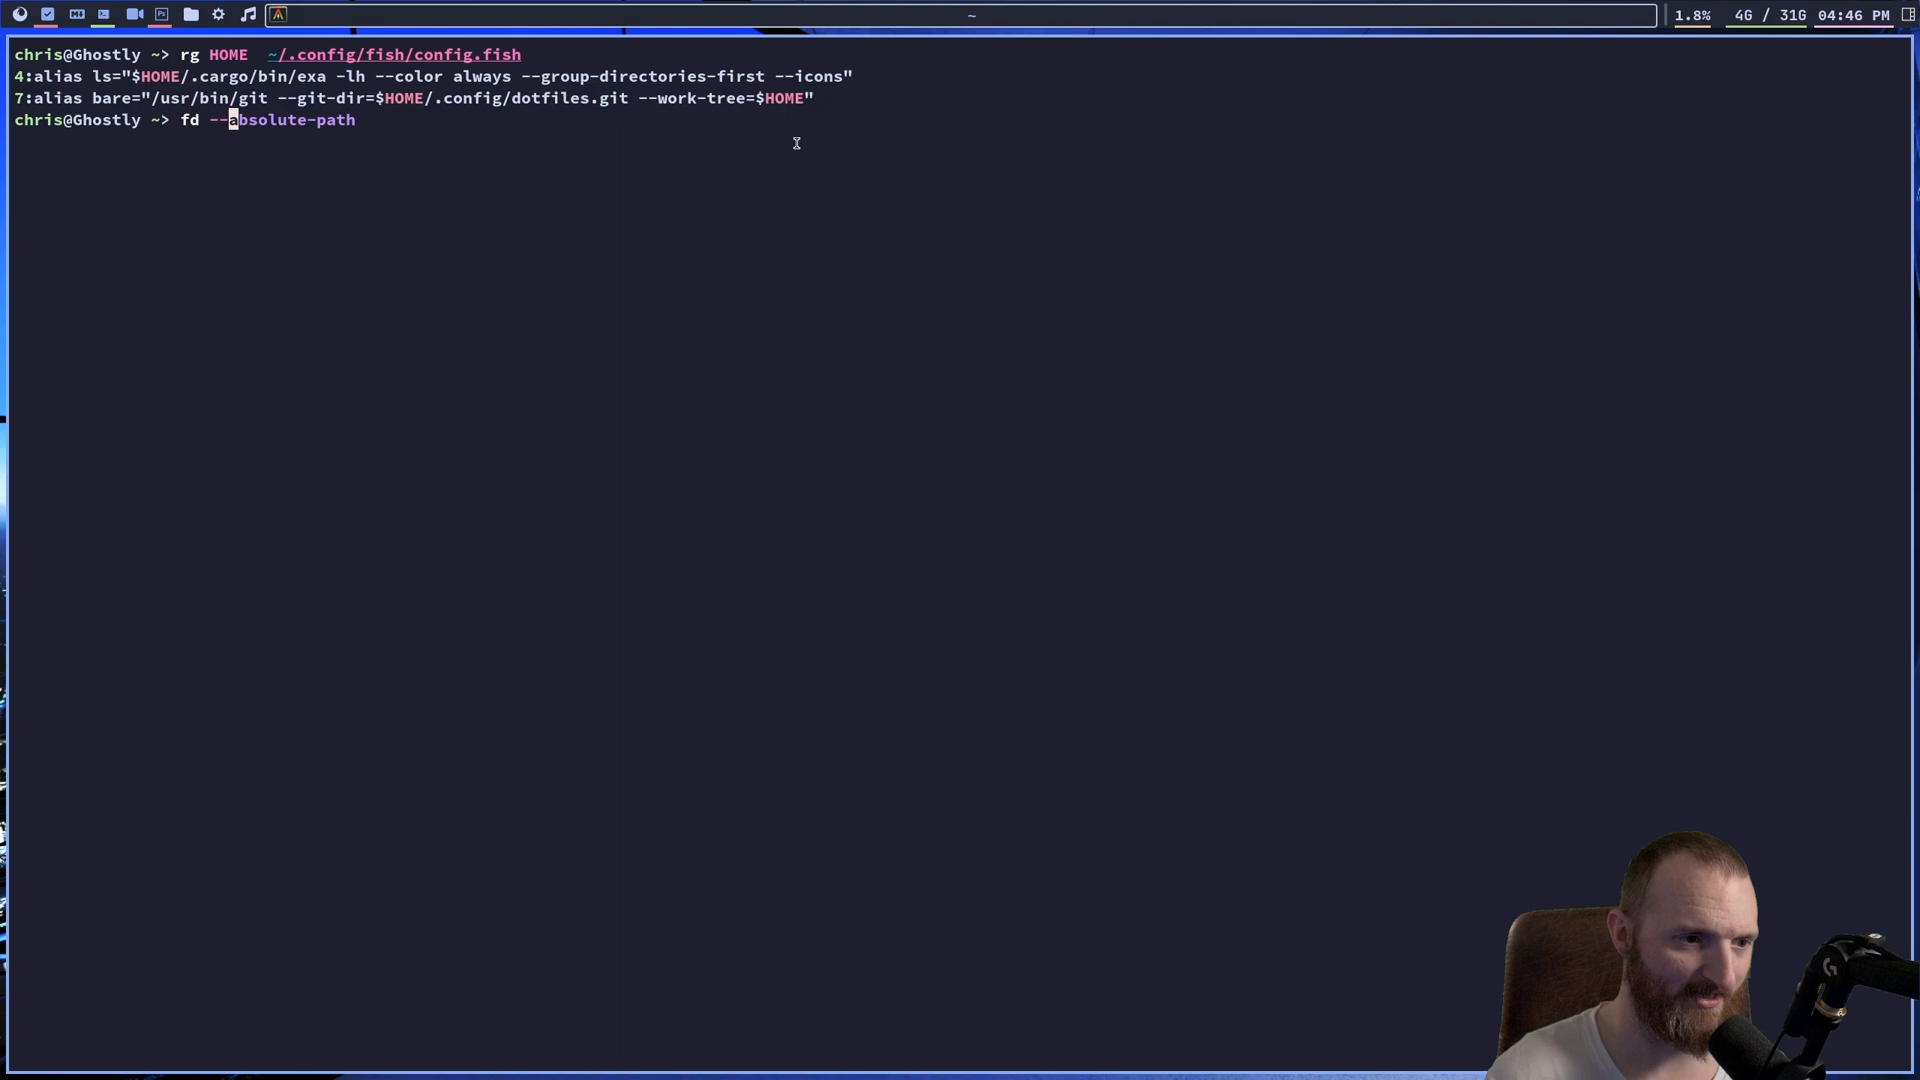 ~
1.8% 4G / 31G 04:46 PM
chris@Ghostly ~> rg HOME  ~/.config/fish/config.fish
4:alias ls="$HOME/.cargo/bin/exa -lh --color always --group-directories-first --icons"
7:alias bare="/usr/bin/git --git-dir=$HOME/.config/dotfiles.git --work-tree=$HOME"
chris@Ghostly ~> fd --absolute-path